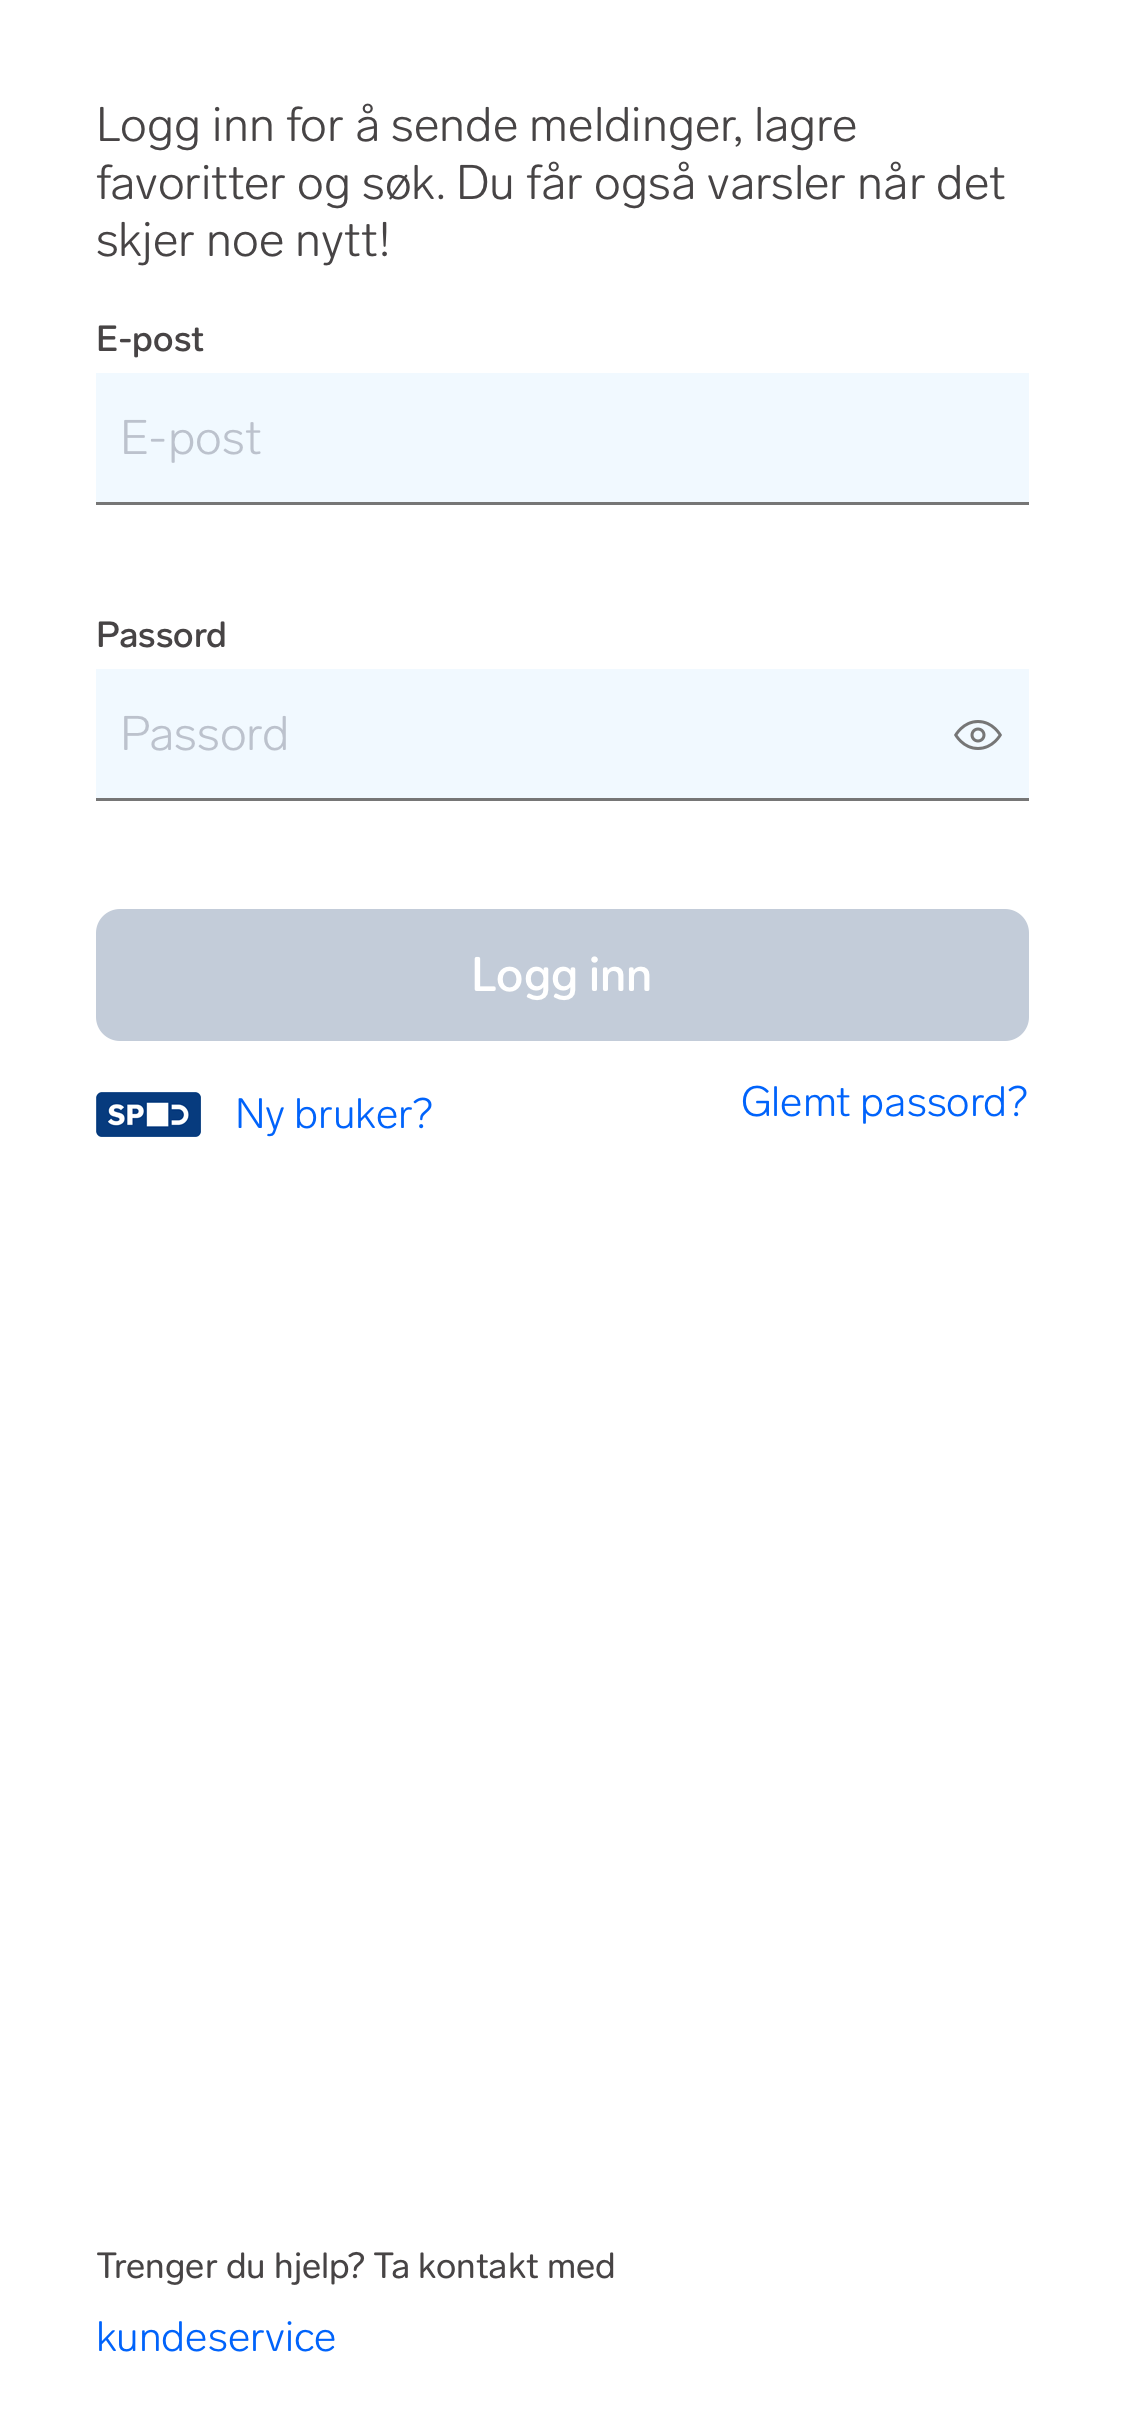 Logg inn for å sende meldinger, lagre
favoritter og søk. Du får også varsler når det
skjer noe nytt!
E-post
E-post
Passord
Passord
Logg inn
Ny bruker?
Glemt passord?
Trenger du hjelp? Ta kontakt med
kundeservice